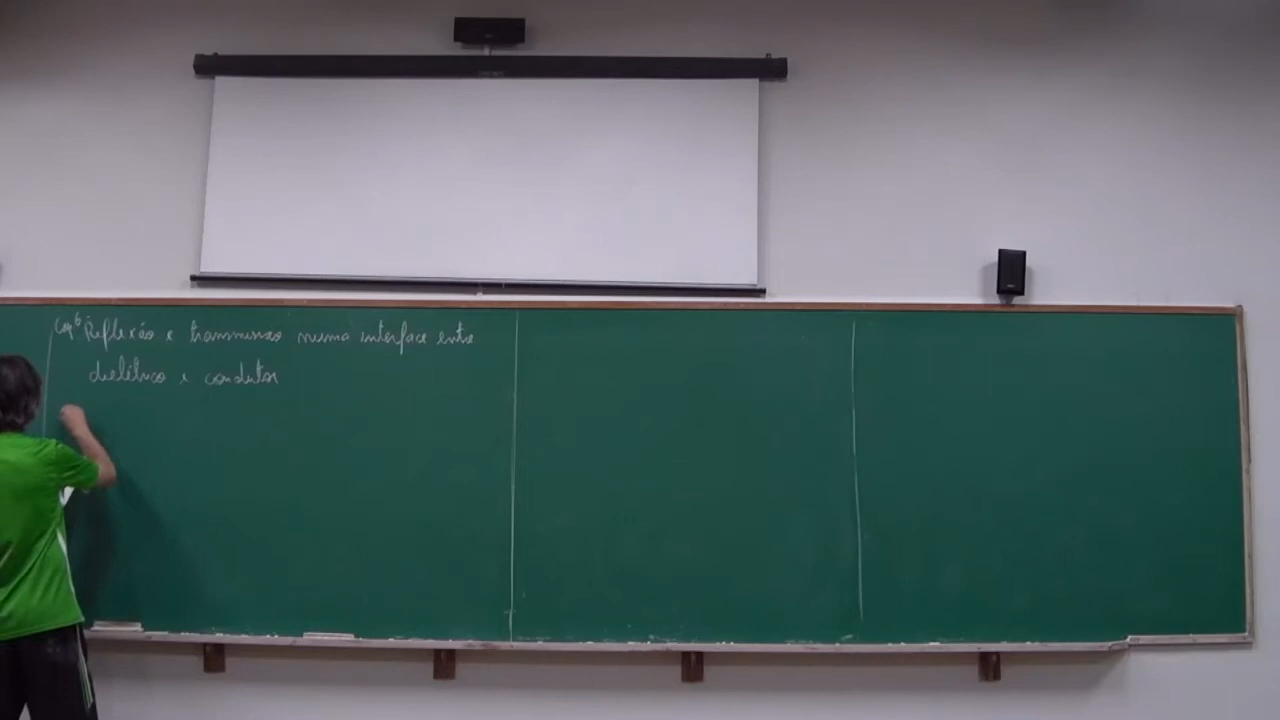 Cap 6 Reflexão e transmissão numa interface entre
dielétrico e condutor